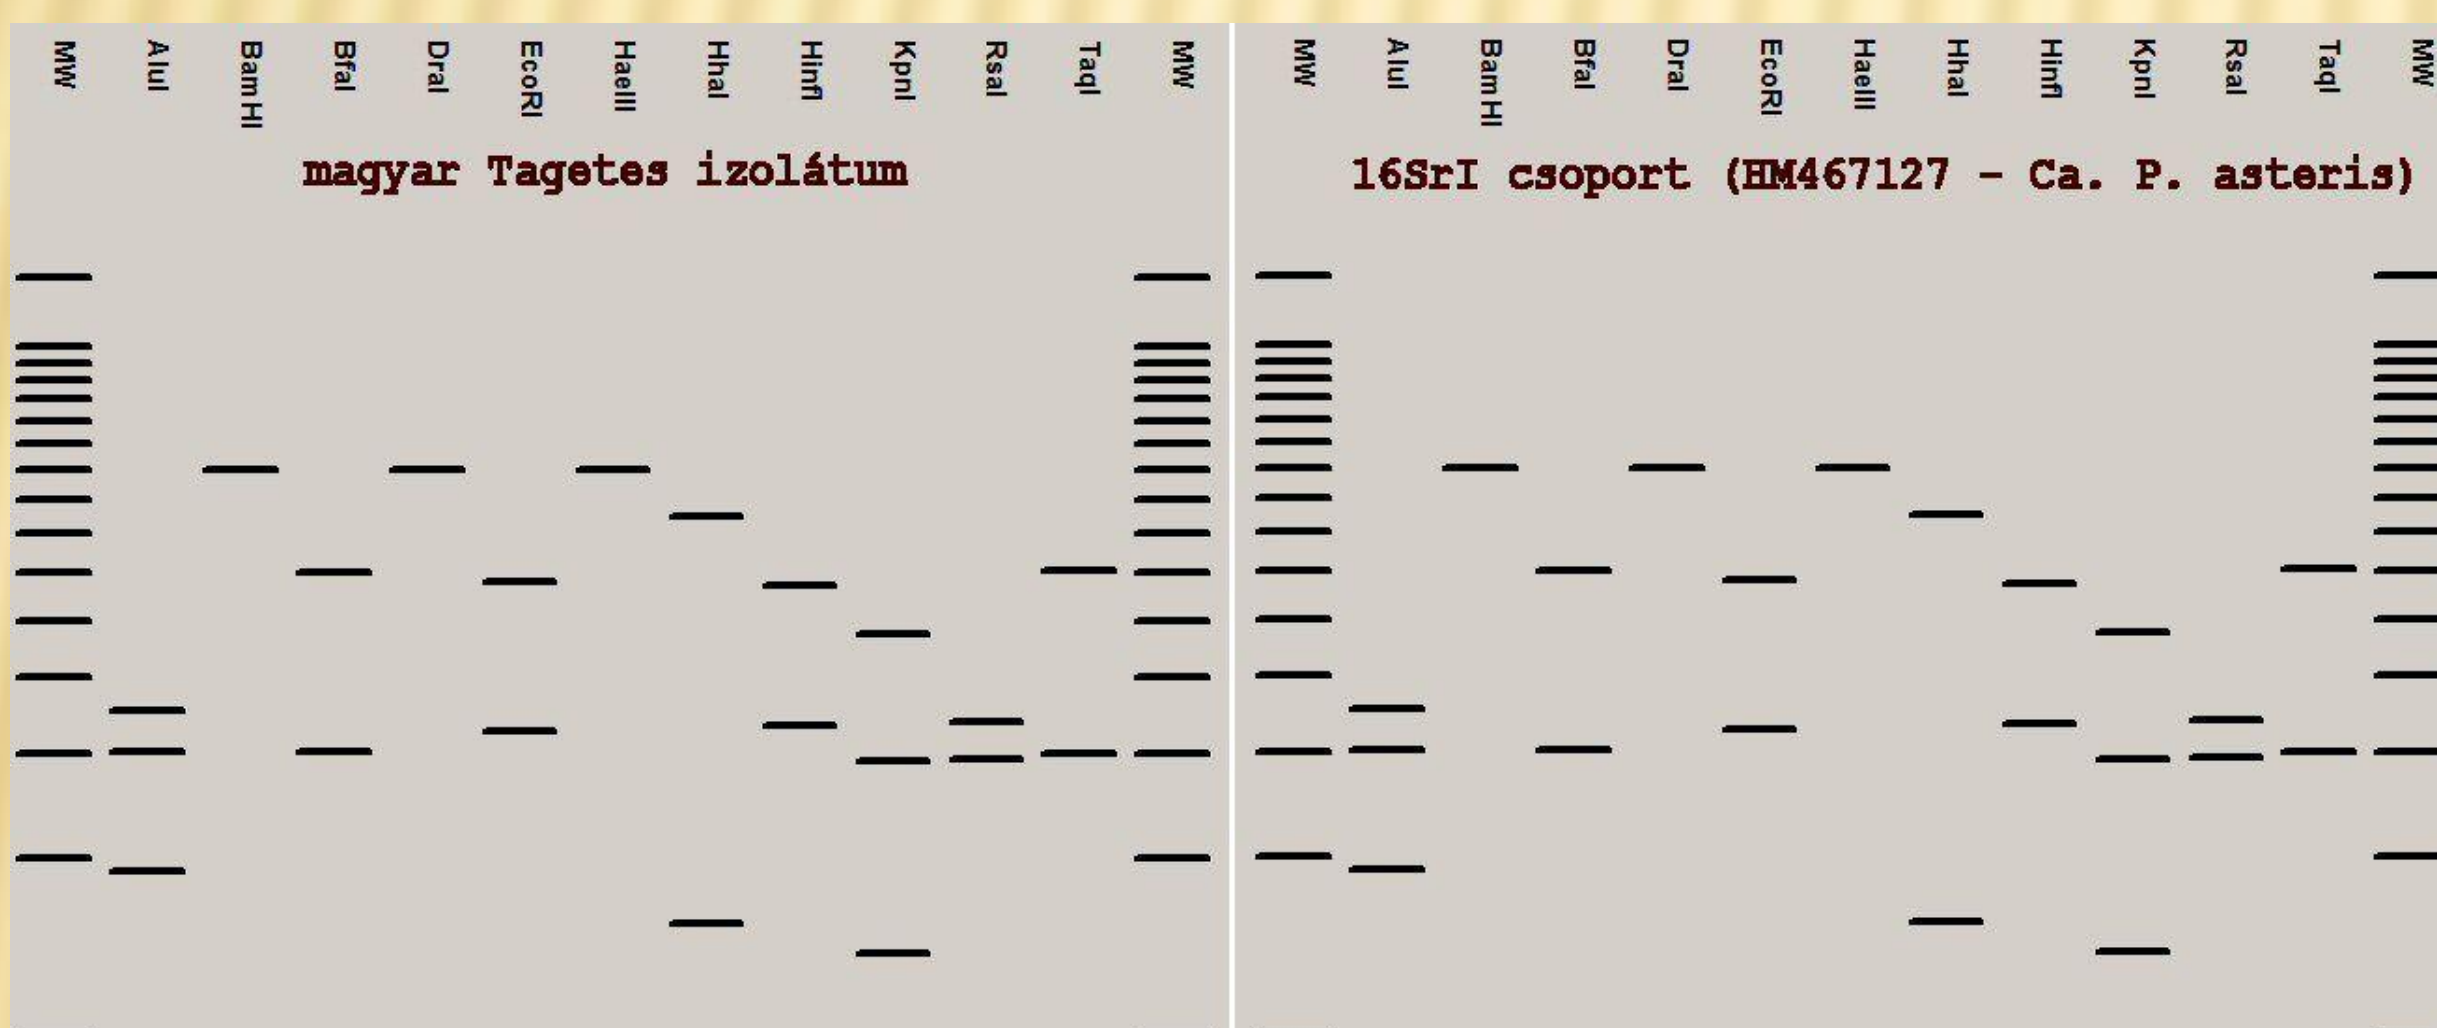 MW AluI BamHI BfaI DraI EcoRI HaeIII HhaI HinfI KpnI RsaI TaqI MW
magyar Tagetes izolátum
MW AluI BamHI BfaI DraI EcoRI HaeIII HhaI HinfI KpnI RsaI TaqI MW
16SrI csoport (HM467127 - Ca. P. asteris)